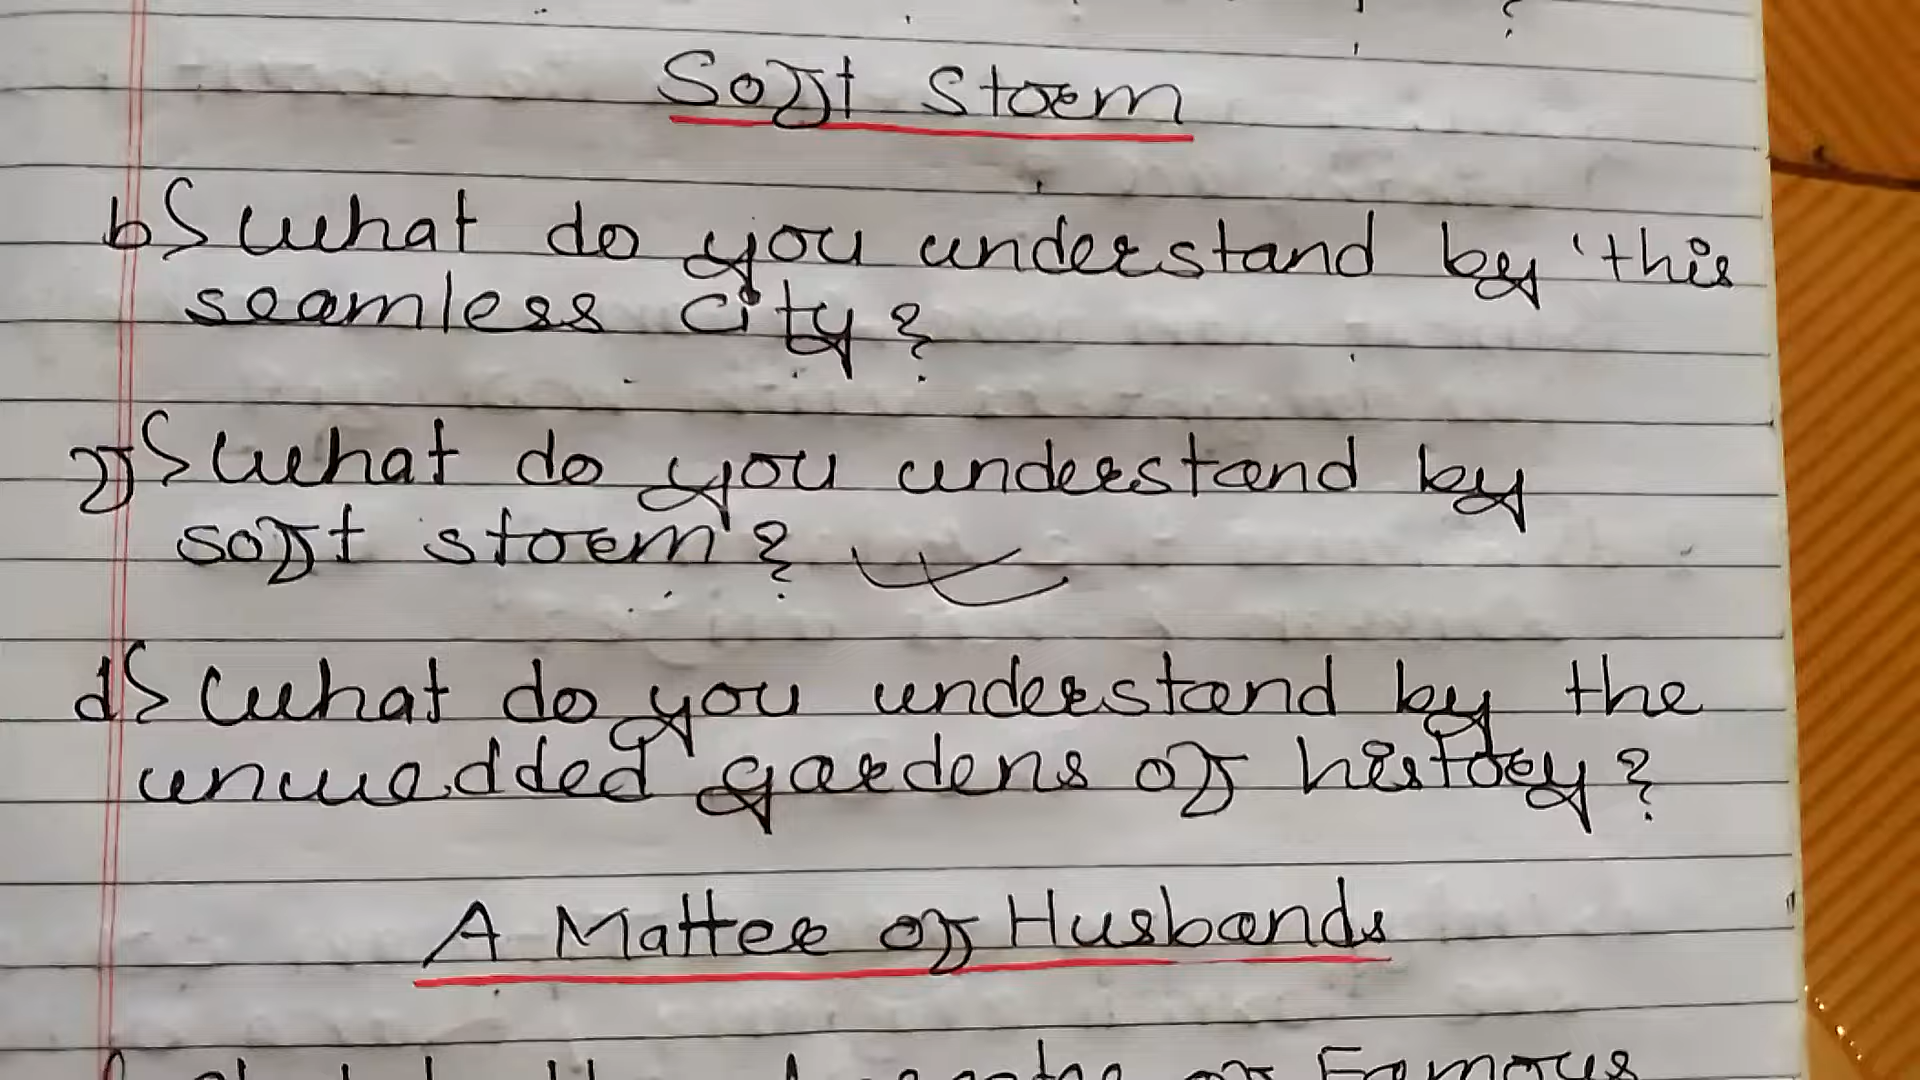 Soft Storm
b) What do you understand by 'this
seamless city?
f) What do you understand by
soft storm'?
d) What do you understand by the
unwedded gardens of history?
A Matter of Husbands